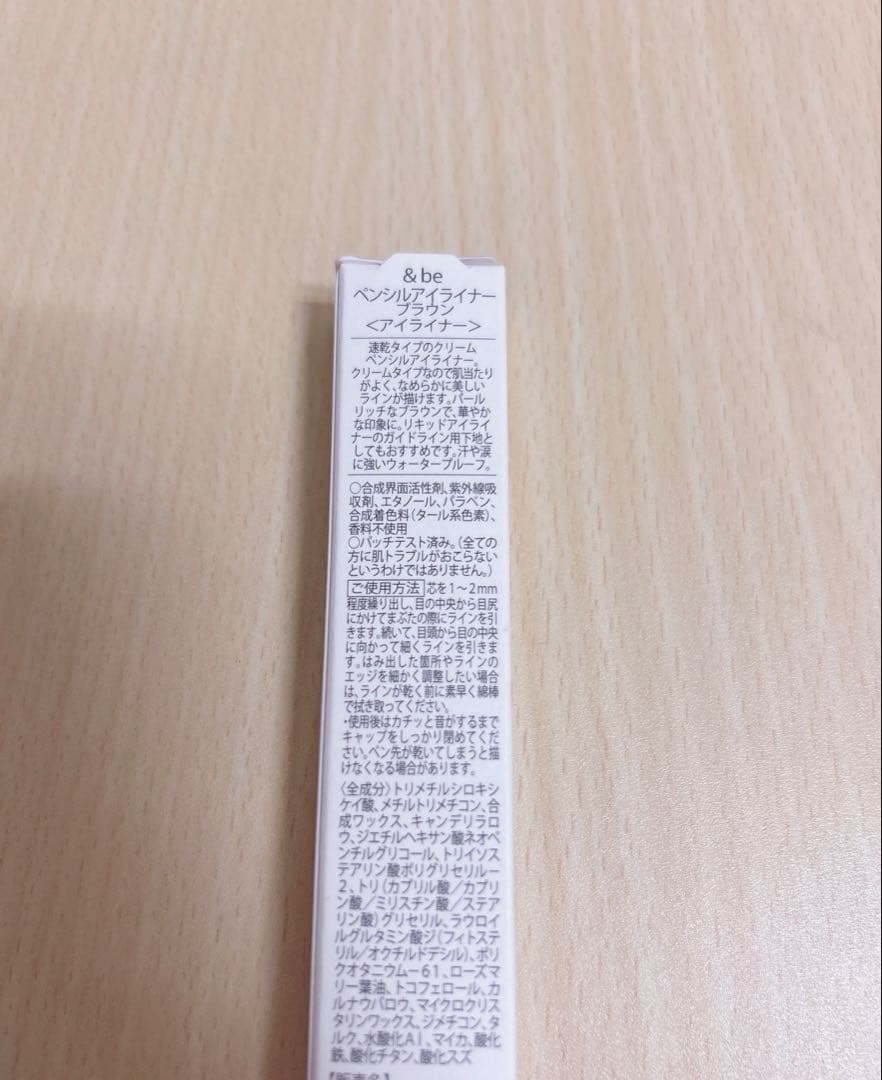 & be
ペンシルアイライナー
ブラウン
＜アイライナー＞
速乾タイプのクリーム
ペンシルアイライナー。
クリームタイプなので肌当たり
がよく、なめらかに美しい
ラインが描けます。パール
リッチなブラウンで、華やか
な印象に。リキッドアイライ
ナーのガイドライン用下地と
してもおすすめです。汗や涙
に強いウォータープルーフ。
○合成界面活性剤、紫外線吸
収剤、エタノール、パラベン、
合成着色料（タール系色素）、
香料不使用
○パッチテスト済み。（全ての
方に肌トラブルがおこらない
というわけではありません。）
ご使用方法 芯を1～2mm
程度繰り出し、目の中央から目尻
にかけてまぶたの際にラインを引
きます。続いて、目頭から目の中央
に向かって細くラインを引きま
す。はみ出した箇所やラインの
エッジを細かく調整したい場合
は、ラインが乾く前に素早く綿棒
で拭き取ってください。
・使用後はカチッと音がするまで
キャップをしっかり閉めてくだ
さい。ペン先が乾いてしまうと描
けなくなる場合があります。
〈全成分〉トリメチルシロキシ
ケイ酸、メチルトリメチコン、合
成ワックス、キャンデリラロ
ウ、ジエチルヘキサン酸ネオペ
ンチルグリコール、トリイソス
テアリン酸ポリグリセリル－
2、トリ（カプリル酸／カプリ
ン酸／ミリスチン酸／ステア
リン酸）グリセリル、ラウロイ
ルグルタミン酸ジ（フィトステ
リル／オクチルドデシル）、ポリ
クオタニウム－61、ローズマ
リー葉油、トコフェロール、カ
ルナウバロウ、マイクロクリス
タリンワックス、ジメチコン、タ
ルク、水酸化Al、マイカ、酸化
鉄、酸化チタン、酸化スズ
【販売名】